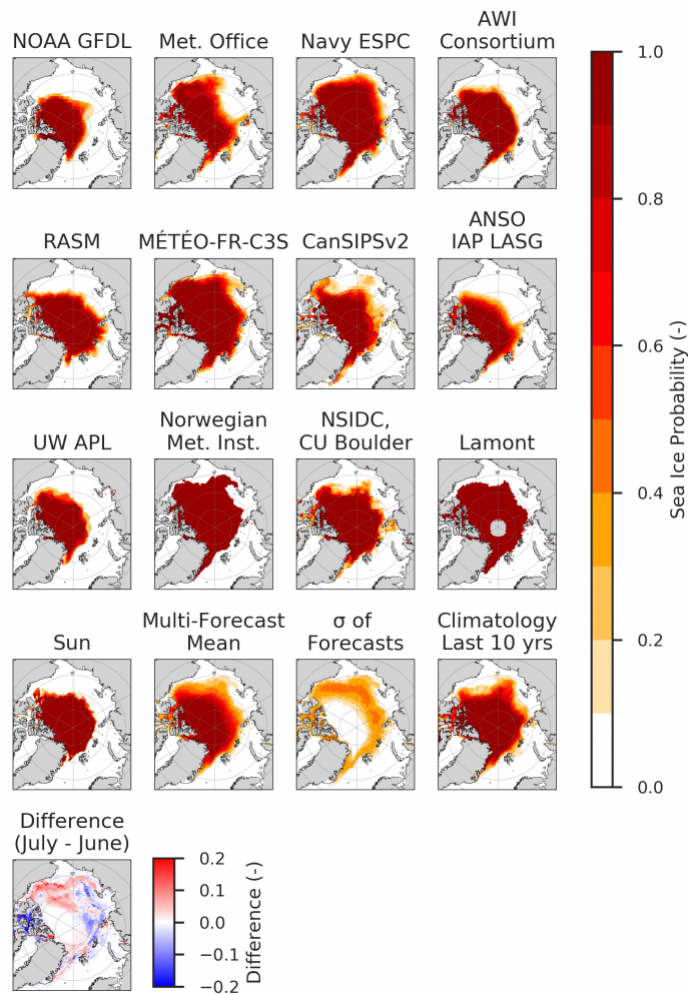 NOAA GFDL
Met. Office
Navy ESPC
AWI
Consortium
RASM
MÉTÉO-FR-C3S
CanSIPSv2
ANSO
IAP LASG
UW APL
Norwegian
Met. Inst.
NSIDC,
CU Boulder
Lamont
Sun
Multi-Forecast
Mean
σ of
Forecasts
Climatology
Last 10 yrs
Difference
(July - June)
1.0
0.8
0.6
0.4
0.2
0.0
Sea Ice Probability (-)
0.2
0.1
0.0
−0.1
−0.2
Difference (-)